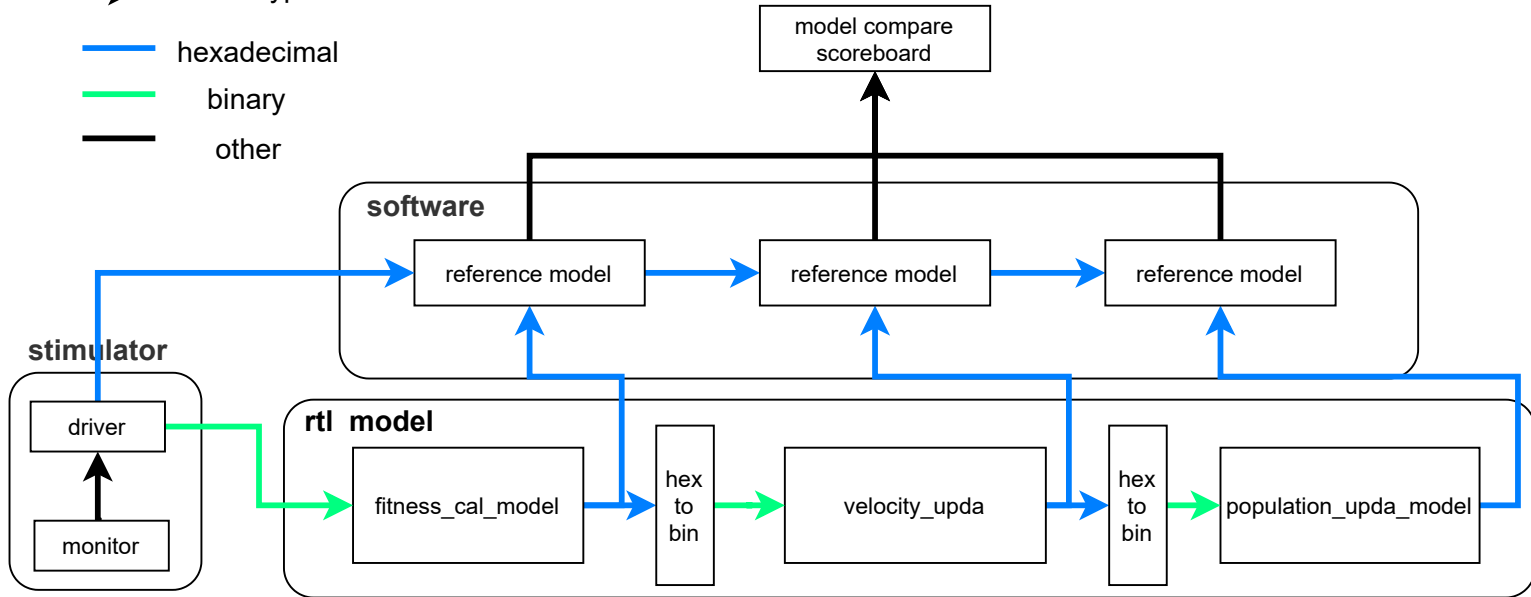 hexadecimal
binary
other
model compare
scoreboard
software
reference model
reference model
reference model
stimulator
driver
monitor
rtl model
fitness_cal_model
hex
to
bin
velocity_upda
hex
to
bin
population_upda_model